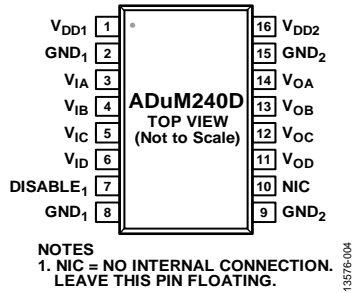 VDD1 1 16 VDD2
GND1 2 15 GND2
VIA 3 14 VOA
VIB 4 ADuM240D 13 VOB
TOP VIEW
VIC 5 (Not to Scale) 12 VOC
VID 6 11 VOD
DISABLE1 7 10 NIC
GND1 8 9 GND2
NOTES
1. NIC = NO INTERNAL CONNECTION.
LEAVE THIS PIN FLOATING.
13576-004